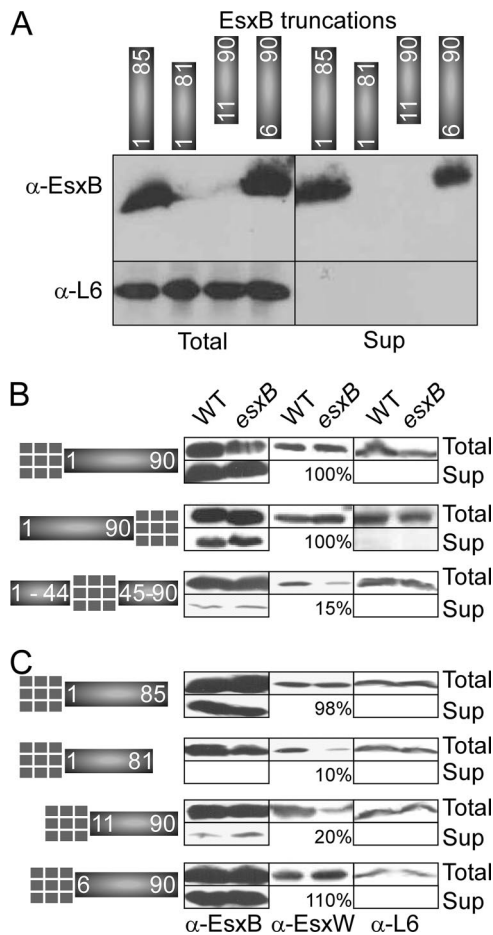 A
EsxB truncations
1 85
1 81
11 90
6 90
1 85
1 81
11 90
6 90
α-EsxB
α-L6
Total Sup
B
WT esxB WT esxB WT esxB
1 90
Total
100% Sup
1 90
Total
100% Sup
1 - 44 45-90
Total
15% Sup
C
1 85
Total
98% Sup
1 81
Total
10% Sup
11 90
Total
20% Sup
6 90
Total
110% Sup
α-EsxB α-EsxW α-L6